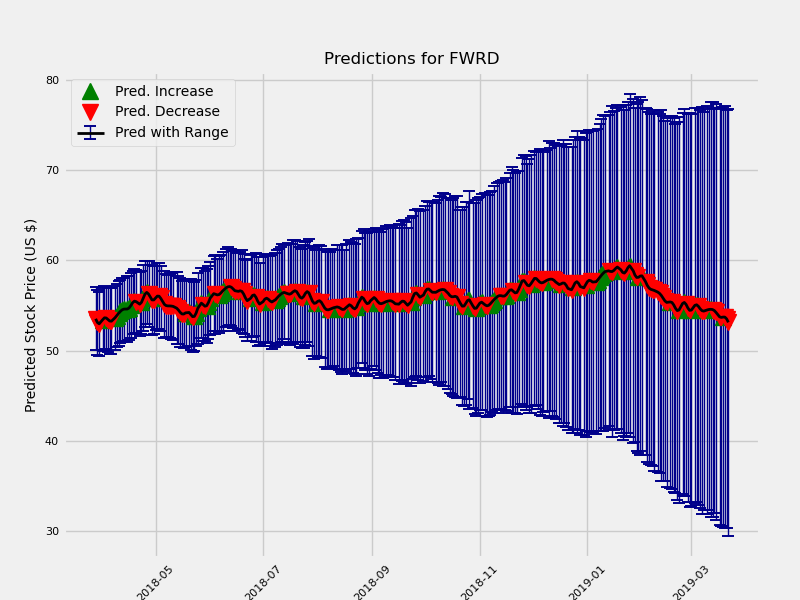 Predictions for FWRD
Pred. Increase
Pred. Decrease
Pred with Range
Predicted Stock Price (US $)
80
70
60
50
40
30
2018-05
2018-07
2018-09
2018-11
2019-01
2019-03